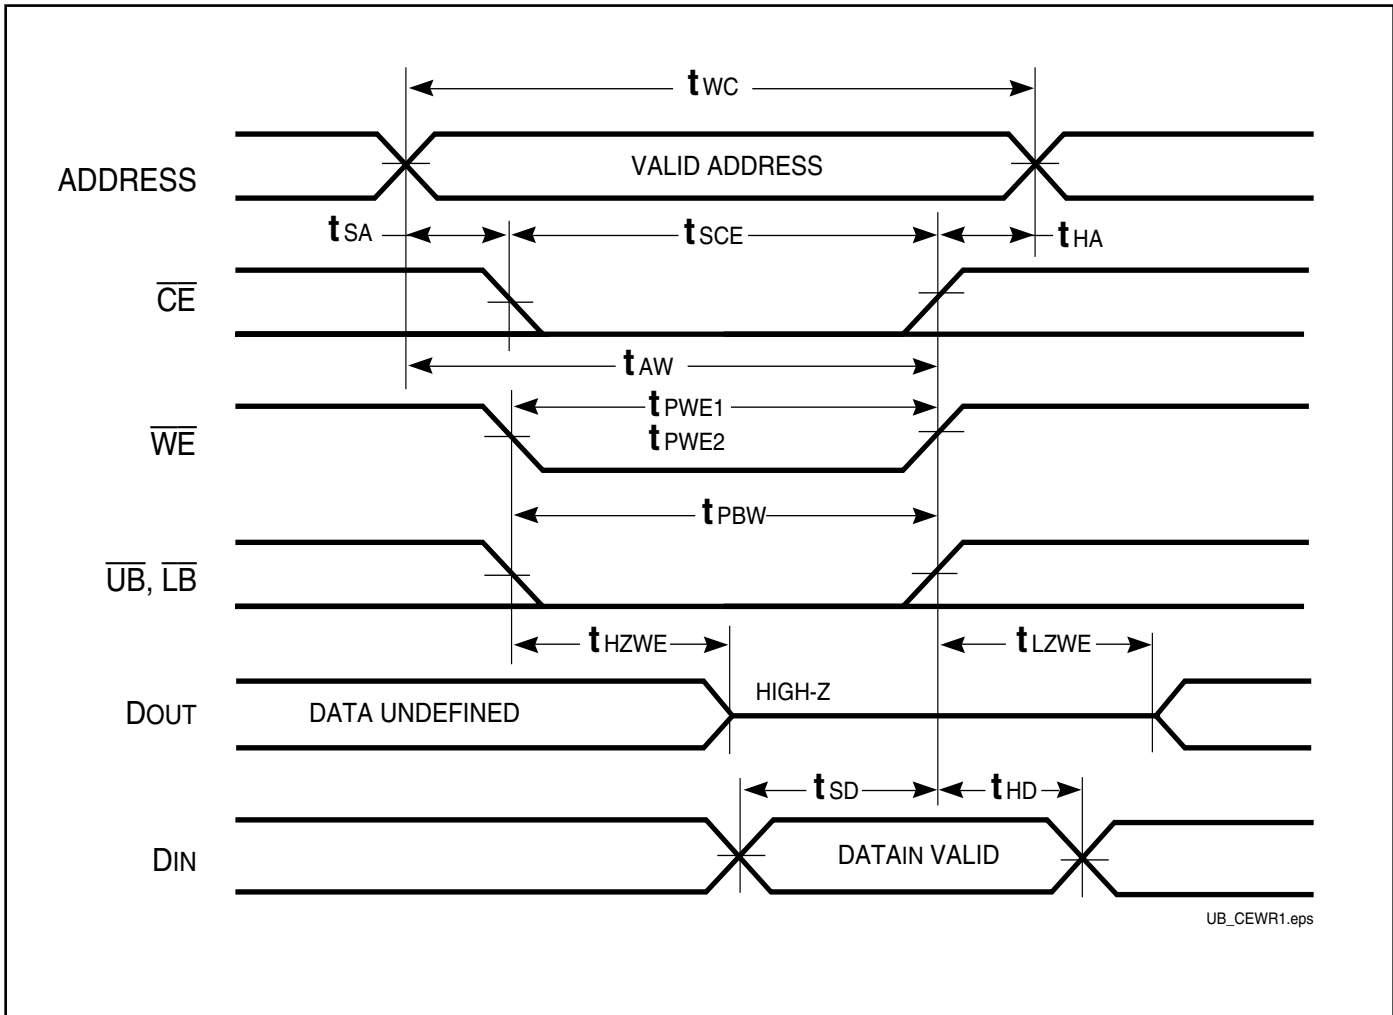 tWC
ADDRESS
VALID ADDRESS
tSA
tSCE
tHA
CE
tAW
WE
tPWE1
tPWE2
tPBW
UB, LB
tHZWE
tLZWE
DOUT
DATA UNDEFINED
HIGH-Z
tSD
tHD
DIN
DATAIN VALID
UB_CEWR1.eps